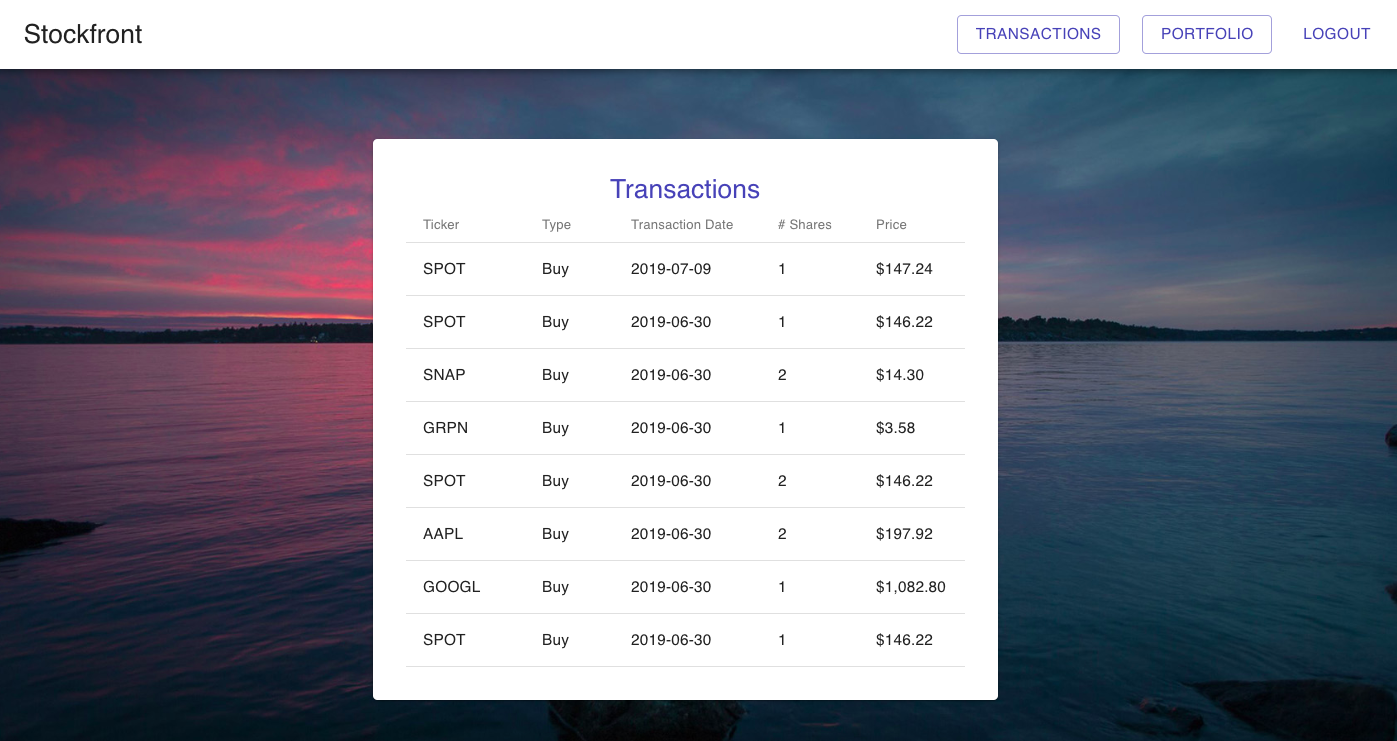 Stockfront TRANSACTIONS PORTFOLIO LOGOUT
Transactions
Ticker Type Transaction Date # Shares Price
SPOT Buy 2019-07-09 1 $147.24
SPOT Buy 2019-06-30 1 $146.22
SNAP Buy 2019-06-30 2 $14.30
GRPN Buy 2019-06-30 1 $3.58
SPOT Buy 2019-06-30 2 $146.22
AAPL Buy 2019-06-30 2 $197.92
GOOGL Buy 2019-06-30 1 $1,082.80
SPOT Buy 2019-06-30 1 $146.22